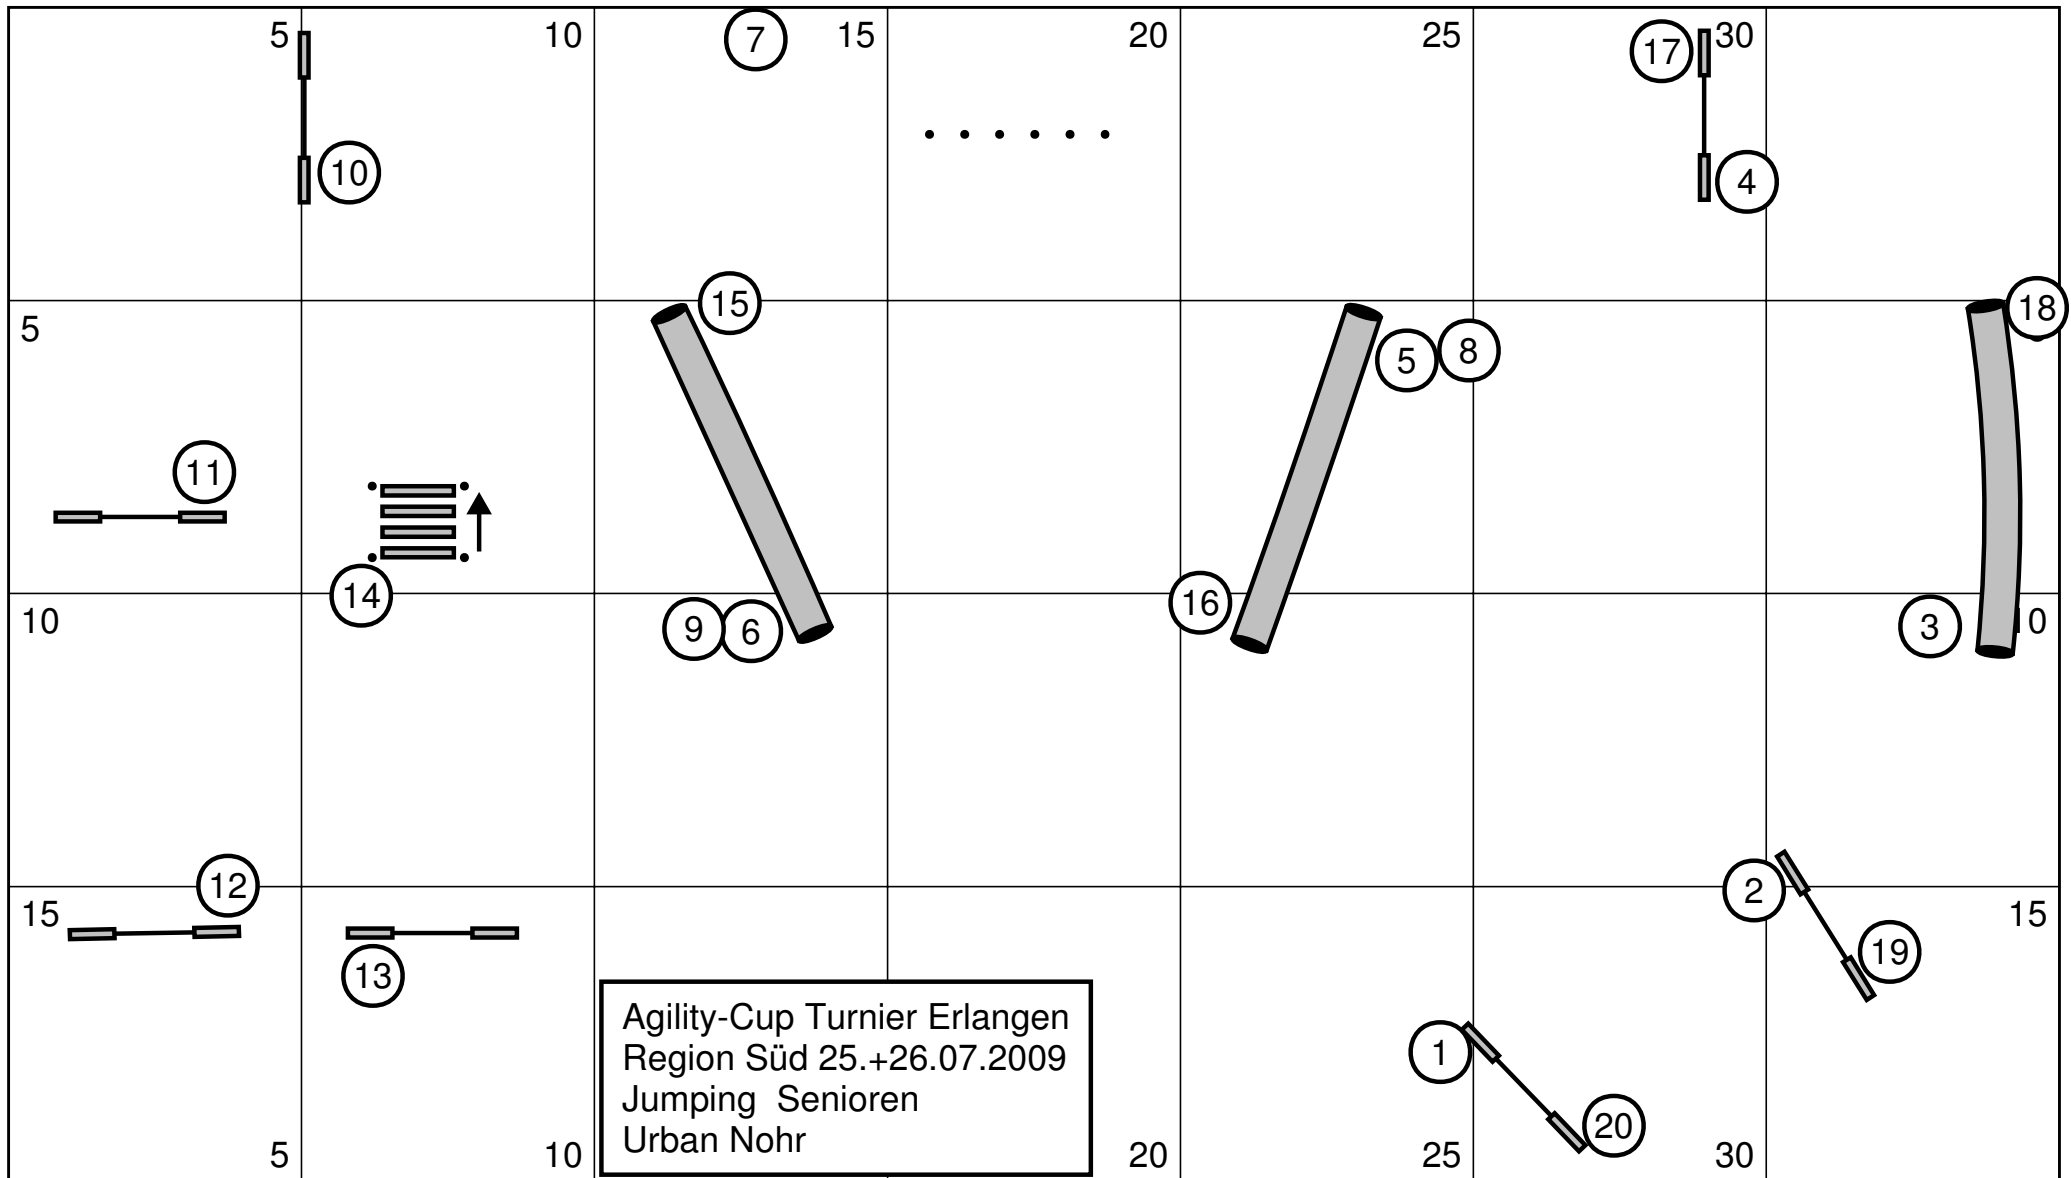 5 10 7 15 20 25 17 30
10 4
5 15 5 8 18
11
14 16
10 9 6 3 0
12 2
15 19 15
13
1
20
Agility-Cup Turnier Erlangen
Region Süd 25.+26.07.2009
Jumping Senioren
Urban Nohr
5 10 20 25 30